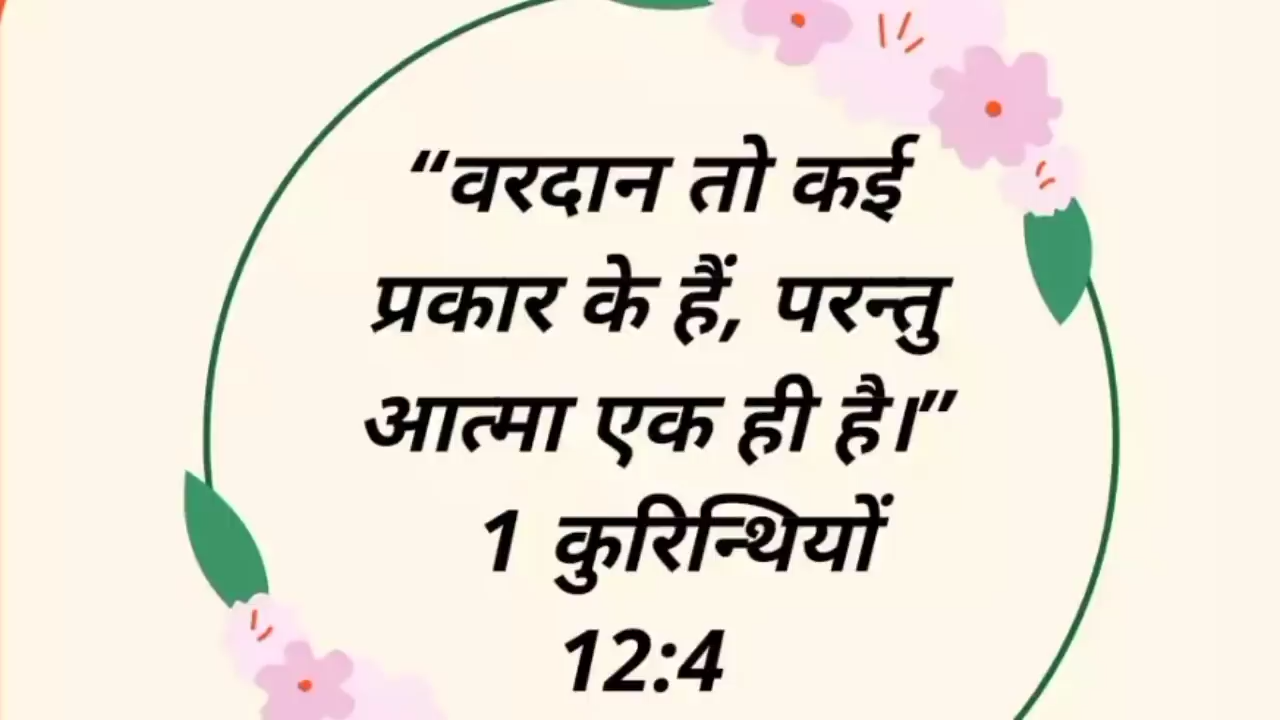 “वरदान तो कई
प्रकार के हैं, परन्तु
आत्मा एक ही है।”
1 कुरिन्थियों
12:4